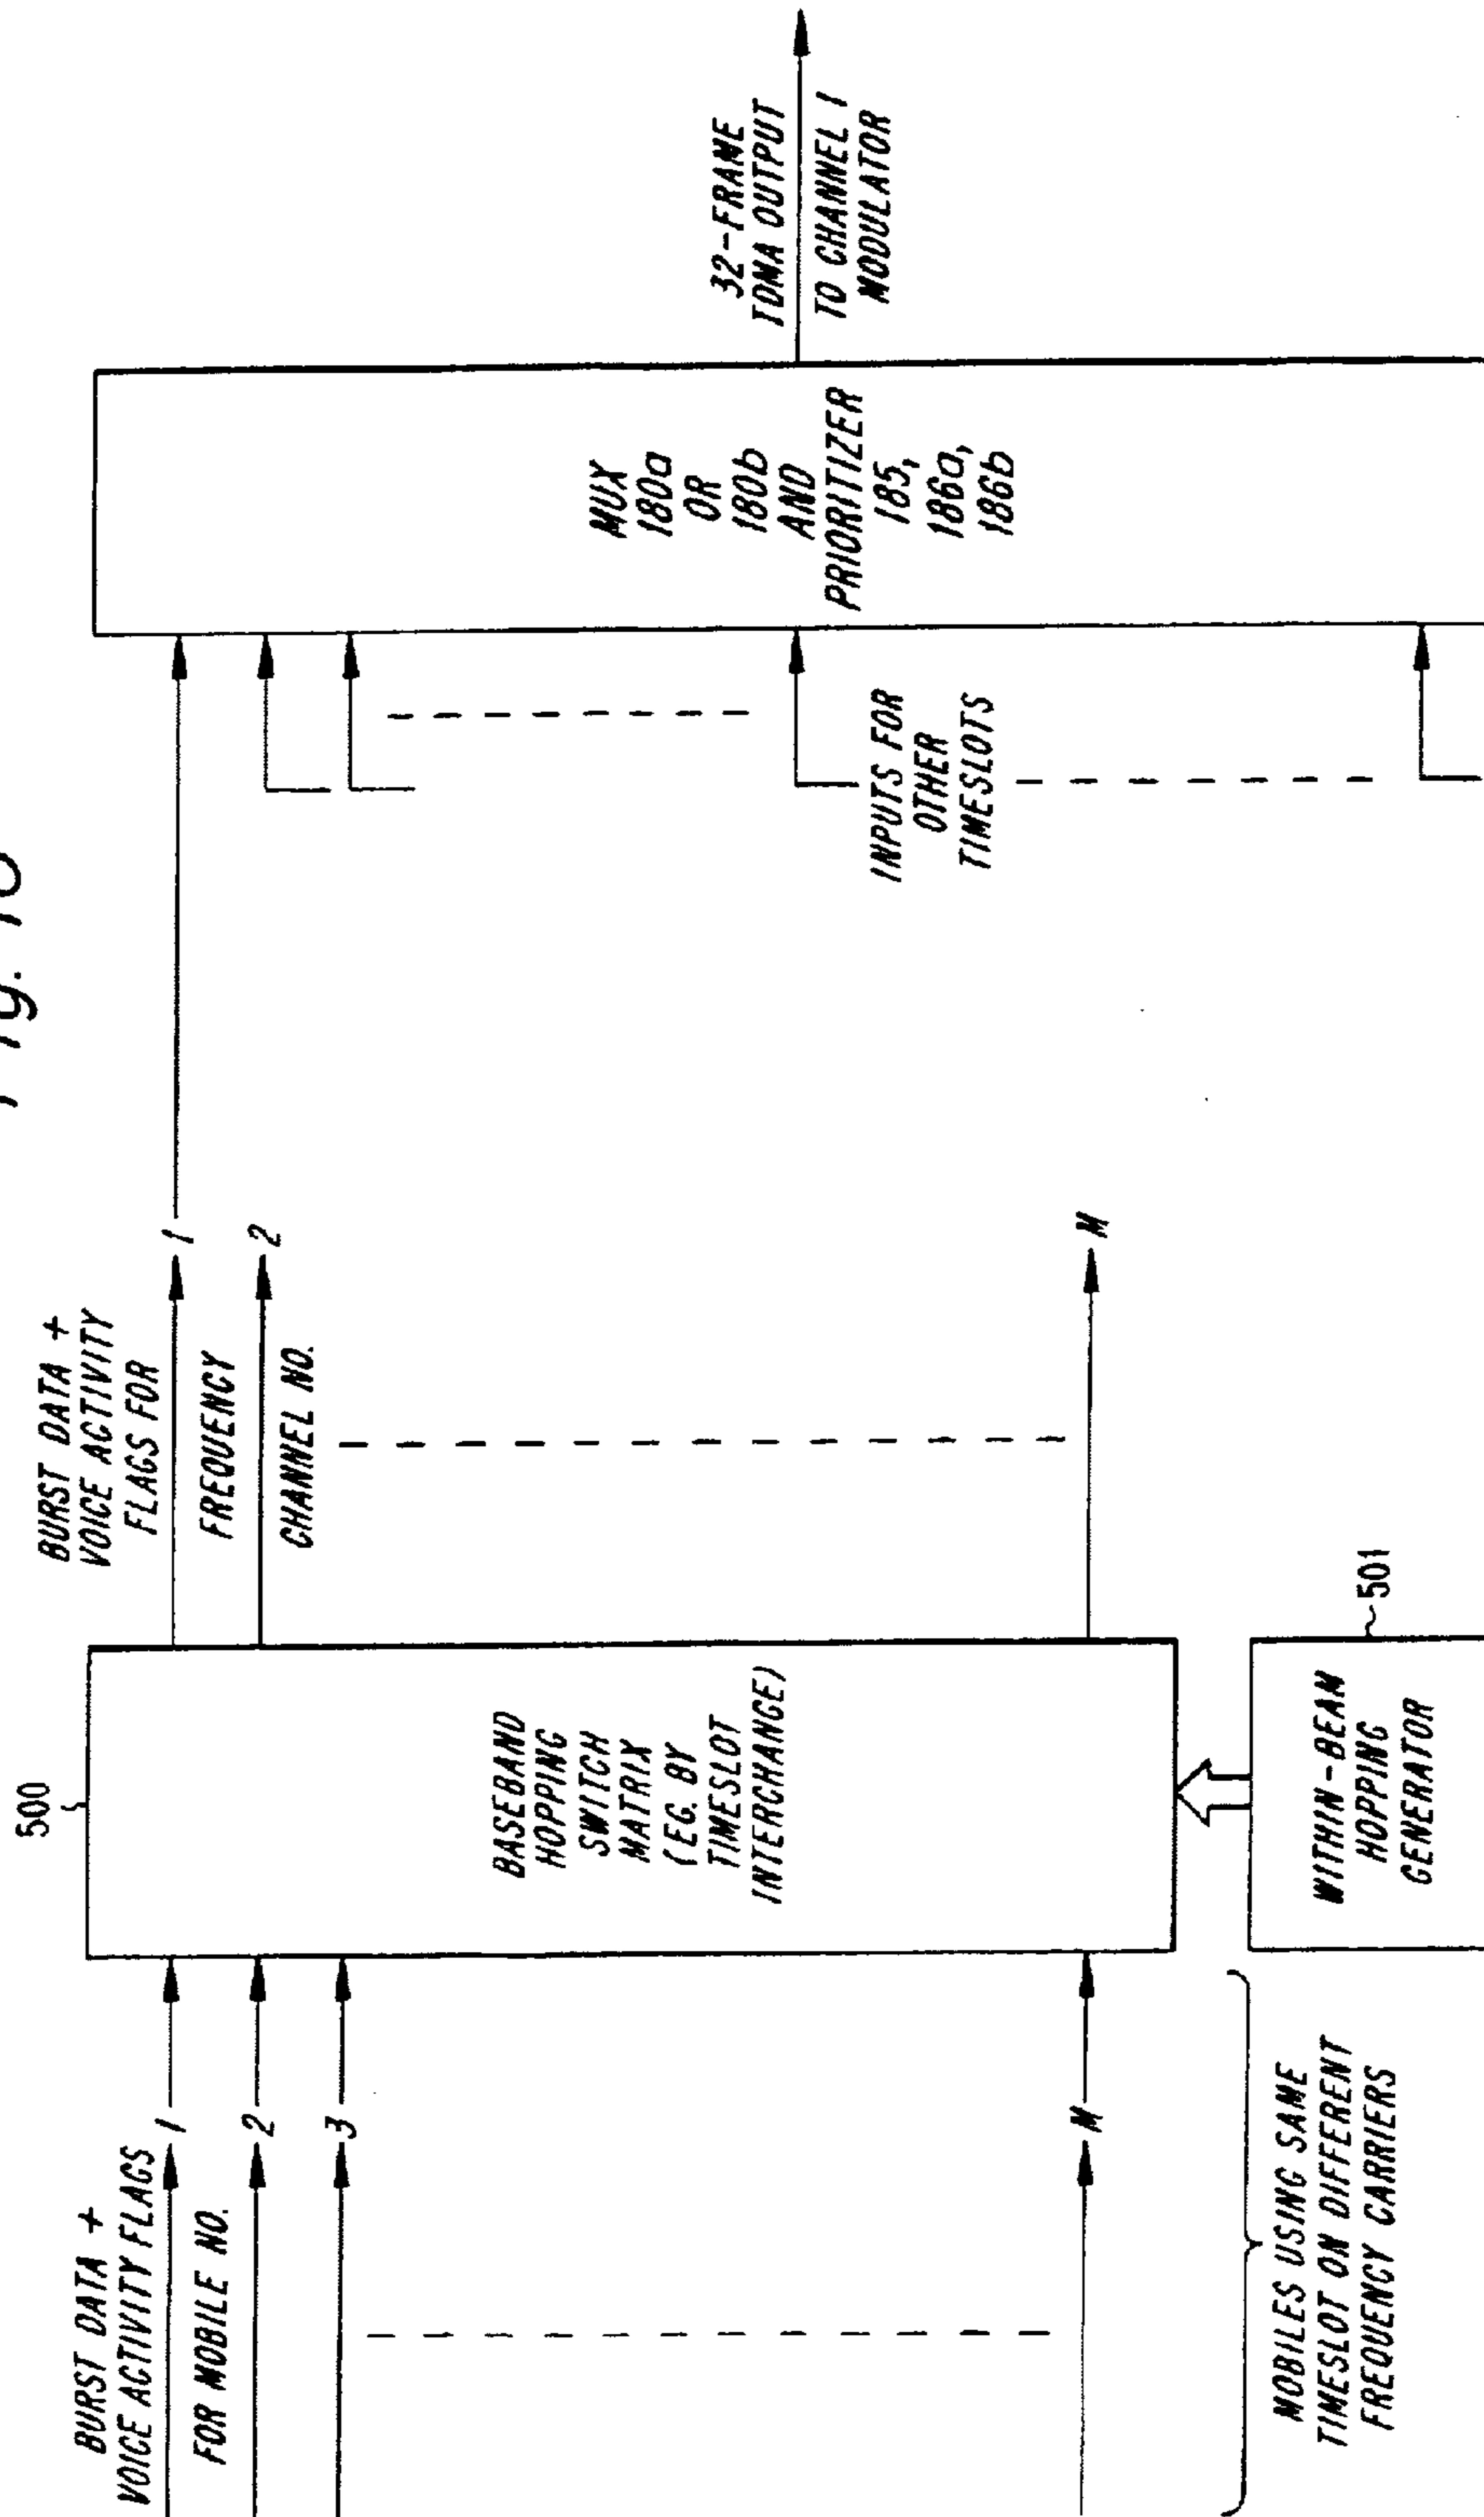 BURST DATA +
VOICE ACTIVITY FLAGS
FOR MOBILE NO.
1
2
3
M
MOBILES USING SAME
TIMESLOT ON DIFFERENT
FREQUENCY CARRIERS
500
BASEBAND
HOPPING
SWITCH
MATRIX
(EG. BY
TIMESLOT
INTERCHANGE)
WITHIN-BEAM
HOPPING
GENERATOR
501
BURST DATA +
VOICE ACTIVITY
FLAGS FOR
FREQUENCY
CHANNEL NO.
1
2
M
INPUTS FOR
OTHER
TIMESLOTS
MUX
180a
OR
180b
AND
PRIORITIZER
185,
186a,
186b
32-FRAME
TDMA OUTPUT
TO CHANNEL 1
MODULATOR